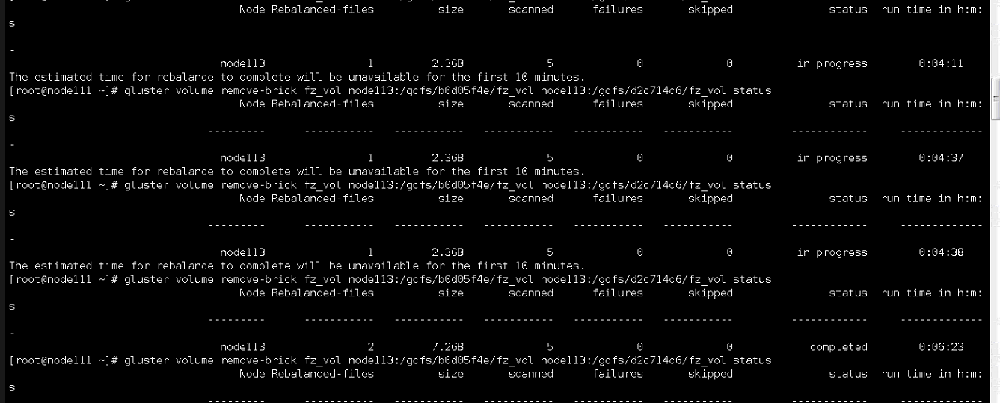 Node Rebalanced-files size scanned failures skipped status run time in h:m:
s
--------- ----------- ----------- ----------- ----------- ----------- ------------ -------------
-
node113 1 2.3GB 5 0 0 in progress 0:04:11
The estimated time for rebalance to complete will be unavailable for the first 10 minutes.
[root@node111 ~]# gluster volume remove-brick fz_vol node113:/gcfs/b0d05f4e/fz_vol node113:/gcfs/d2c714c6/fz_vol status
Node Rebalanced-files size scanned failures skipped status run time in h:m:
s
--------- ----------- ----------- ----------- ----------- ----------- ------------ -------------
-
node113 1 2.3GB 5 0 0 in progress 0:04:37
The estimated time for rebalance to complete will be unavailable for the first 10 minutes.
[root@node111 ~]# gluster volume remove-brick fz_vol node113:/gcfs/b0d05f4e/fz_vol node113:/gcfs/d2c714c6/fz_vol status
Node Rebalanced-files size scanned failures skipped status run time in h:m:
s
--------- ----------- ----------- ----------- ----------- ----------- ------------ -------------
-
node113 1 2.3GB 5 0 0 in progress 0:04:38
The estimated time for rebalance to complete will be unavailable for the first 10 minutes.
[root@node111 ~]# gluster volume remove-brick fz_vol node113:/gcfs/b0d05f4e/fz_vol node113:/gcfs/d2c714c6/fz_vol status
Node Rebalanced-files size scanned failures skipped status run time in h:m:
s
--------- ----------- ----------- ----------- ----------- ----------- ------------ -------------
-
node113 2 7.2GB 5 0 0 completed 0:06:23
[root@node111 ~]# gluster volume remove-brick fz_vol node113:/gcfs/b0d05f4e/fz_vol node113:/gcfs/d2c714c6/fz_vol status
Node Rebalanced-files size scanned failures skipped status run time in h:m:
s
--------- ----------- ----------- ----------- ----------- ----------- ------------ -------------